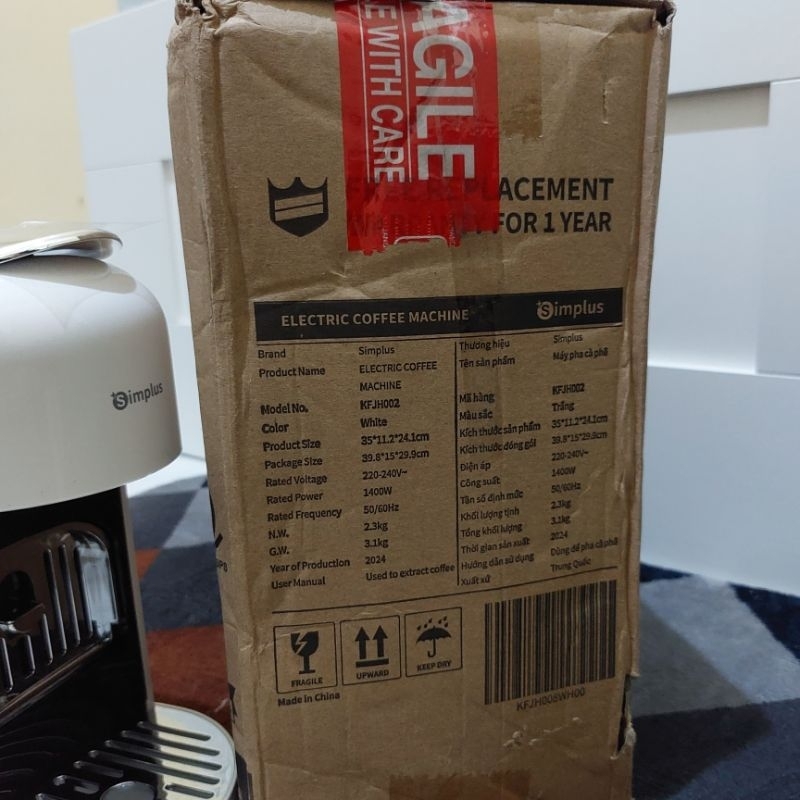 AGILE
E WITH CARE
FREE REPLACEMENT
WARRANTY FOR 1 YEAR
Simplus
ELECTRIC COFFEE MACHINE
Simplus
Brand Simplus
Product Name ELECTRIC COFFEE
MACHINE
Model No. KFJH002
Color White
Product Size 35*11.2*24.1cm
Package Size 39.8*15*29.9cm
Rated Voltage 220-240V~
Rated Power 1400W
Rated Frequency 50/60Hz
N.W. 2.3kg
G.W. 3.1kg
Year of Production 2024
User Manual Used to extract coffee
Thương hiệu Simplus
Tên sản phẩm Máy pha cà phê
Mã hàng KFJH002
Màu sắc Trắng
Kích thước sản phẩm 35*11.2*24.1cm
Kích thước đóng gói 39.8*15*29.9cm
Điện áp 220-240V~
Công suất 1400W
Tần số định mức 50/60Hz
Khối lượng tịnh 2.3kg
Tổng khối lượng 3.1kg
Thời gian sản xuất 2024
Hướng dẫn sử dụng Dùng để pha cà phê
Xuất xứ Trung Quốc
FRAGILE
UPWARD
KEEP DRY
Made in China
KFJH008WH00